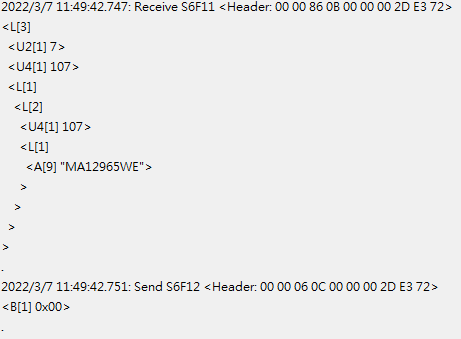 2022/3/7 11:49:42.747: Receive S6F11 <Header: 00 00 86 0B 00 00 00 2D E3 72>
<L[3]
<U2[1] 7>
<U4[1] 107>
<L[1]
<L[2]
<U4[1] 107>
<L[1]
<A[9] "MA12965WE">
>
>
>
>
.
2022/3/7 11:49:42.751: Send S6F12 <Header: 00 00 06 0C 00 00 00 2D E3 72>
<B[1] 0x00>
.